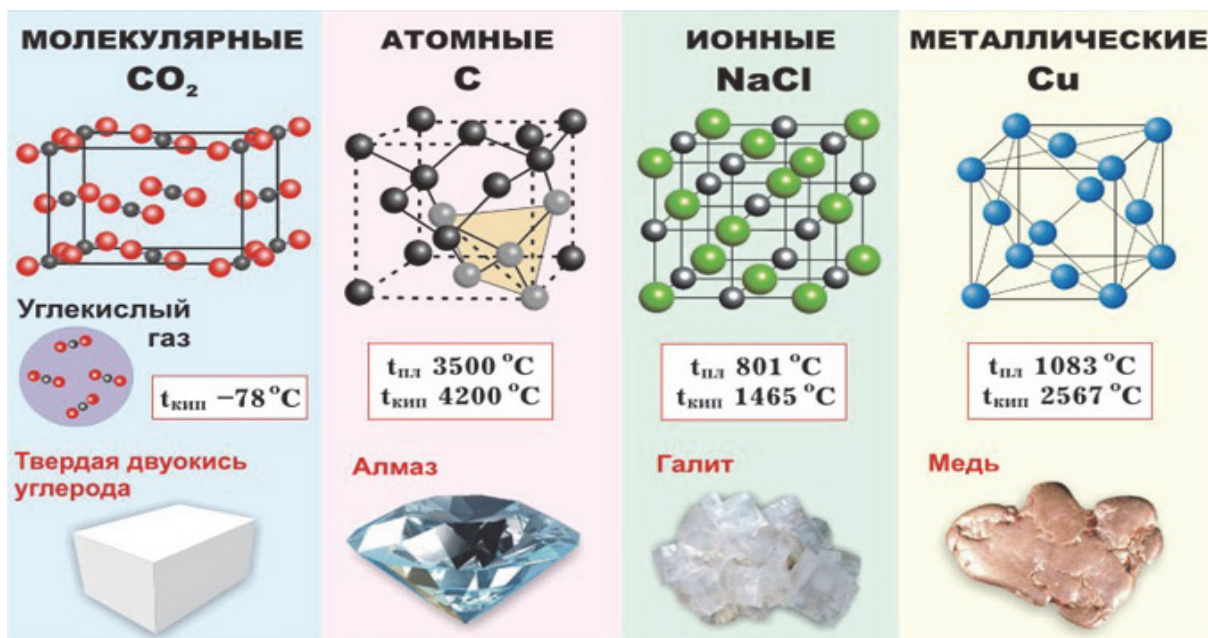 МОЛЕКУЛЯРНЫЕ
CO₂
Углекислый
газ
tкип –78 °C
Твердая двуокись
углерода
АТОМНЫЕ
C
tпл 3500 °C
tкип 4200 °C
Алмаз
ИОННЫЕ
NaCl
tпл 801 °C
tкип 1465 °C
Галит
МЕТАЛЛИЧЕСКИЕ
Cu
tпл 1083 °C
tкип 2567 °C
Медь